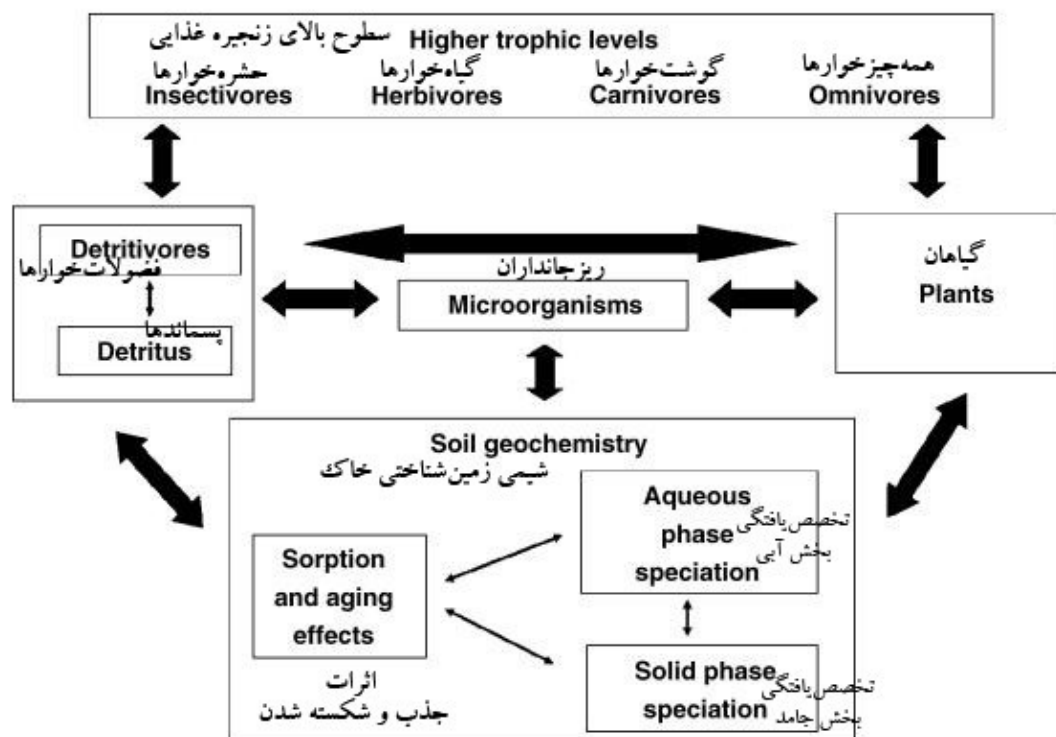 سطوح بالای زنجیره غذایی
Higher trophic levels
حشره‌خوارها
Insectivores
گیاه‌خوارها
Herbivores
گوشت‌خوارها
Carnivores
همه‌چیزخوارها
Omnivores
Detritivores
فضولات‌خوارها
پسماندها
Detritus
ریزجانداران
Microorganisms
گیاهان
Plants
Soil geochemistry
شیمی زمین‌شناختی خاک
Sorption
and aging
effects
اثرات
جذب و شکسته شدن
Aqueous
phase
speciation
تخصص‌یافتگی
بخش آبی
Solid phase
speciation
تخصص‌یافتگی
بخش جامد